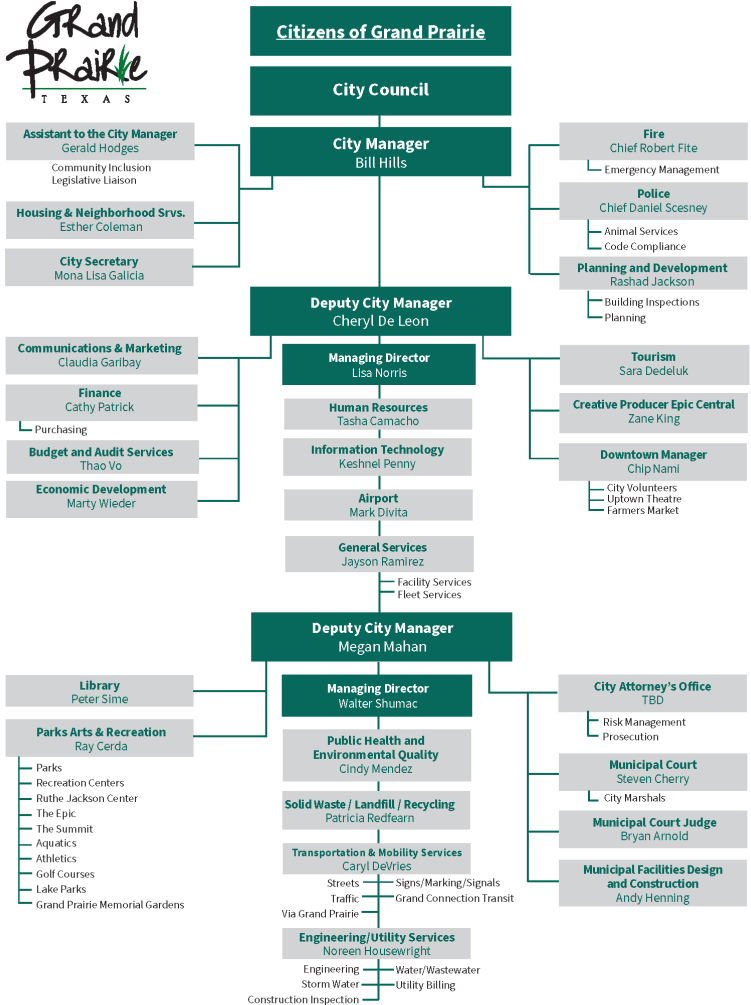 Grand
Prairie
TEXAS
Citizens of Grand Prairie
City Council
City Manager
Bill Hills
Assistant to the City Manager
Gerald Hodges
Community Inclusion
Legislative Liaison
Housing & Neighborhood Srvs.
Esther Coleman
City Secretary
Mona Lisa Galicia
Fire
Chief Robert Fite
Emergency Management
Police
Chief Daniel Scesney
Animal Services
Code Compliance
Planning and Development
Rashad Jackson
Building Inspections
Planning
Deputy City Manager
Cheryl De Leon
Communications & Marketing
Claudia Garibay
Finance
Cathy Patrick
Purchasing
Budget and Audit Services
Thao Vo
Economic Development
Marty Wieder
Managing Director
Lisa Norris
Human Resources
Tasha Camacho
Information Technology
Keshnel Penny
Airport
Mark Divita
General Services
Jayson Ramirez
Facility Services
Fleet Services
Tourism
Sara Dedeluk
Creative Producer Epic Central
Zane King
Downtown Manager
Chip Nami
City Volunteers
Uptown Theatre
Farmers Market
Deputy City Manager
Megan Mahan
Library
Peter Sime
Parks Arts & Recreation
Ray Cerda
Parks
Recreation Centers
Ruthe Jackson Center
The Epic
The Summit
Aquatics
Athletics
Golf Courses
Lake Parks
Grand Prairie Memorial Gardens
Managing Director
Walter Shumac
Public Health and
Environmental Quality
Cindy Mendez
Solid Waste / Landfill / Recycling
Patricia Redfearn
Transportation & Mobility Services
Caryl DeVries
Streets
Signs/Marking/Signals
Traffic
Grand Connection Transit
Via Grand Prairie
Engineering/Utility Services
Noreen Housewright
Engineering
Water/Wastewater
Storm Water
Utility Billing
Construction Inspection
City Attorney's Office
TBD
Risk Management
Prosecution
Municipal Court
Steven Cherry
City Marshals
Municipal Court Judge
Bryan Arnold
Municipal Facilities Design
and Construction
Andy Henning